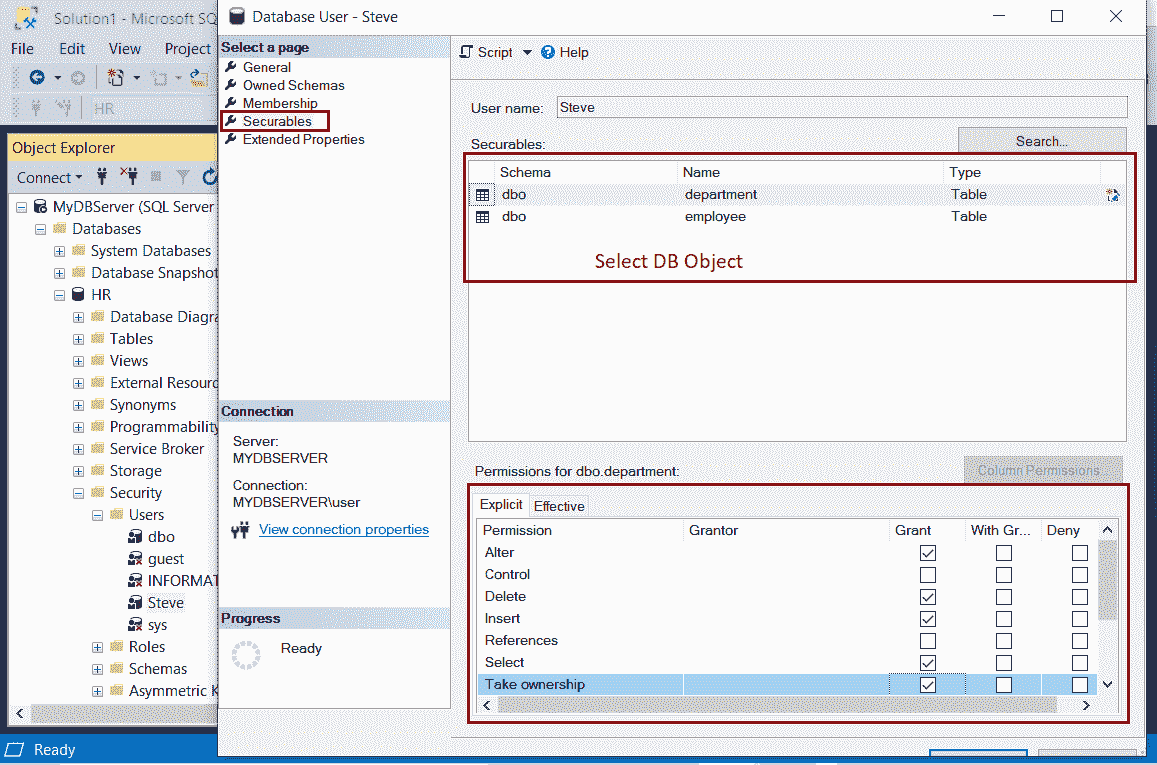 Solution1 - Microsoft SQ
File Edit View Project
HR
Object Explorer
Connect
MyDBServer (SQL Server
Databases
System Databases
Database Snapshot
HR
Database Diagra
Tables
Views
External Resourc
Synonyms
Programmability
Service Broker
Storage
Security
Users
dbo
guest
INFORMAT
Steve
sys
Roles
Schemas
Asymmetric K
Ready
Database User - Steve
Select a page
General
Owned Schemas
Membership
Securables
Extended Properties
Connection
Server:
MYDBSERVER
Connection:
MYDBSERVER\user
View connection properties
Progress
Ready
Script Help
User name: Steve
Securables: Search...
Schema Name Type
dbo department Table
dbo employee Table
Select DB Object
Permissions for dbo.department: Column Permissions...
Explicit Effective
Permission Grantor Grant With Gr... Deny
Alter
Control
Delete
Insert
References
Select
Take ownership